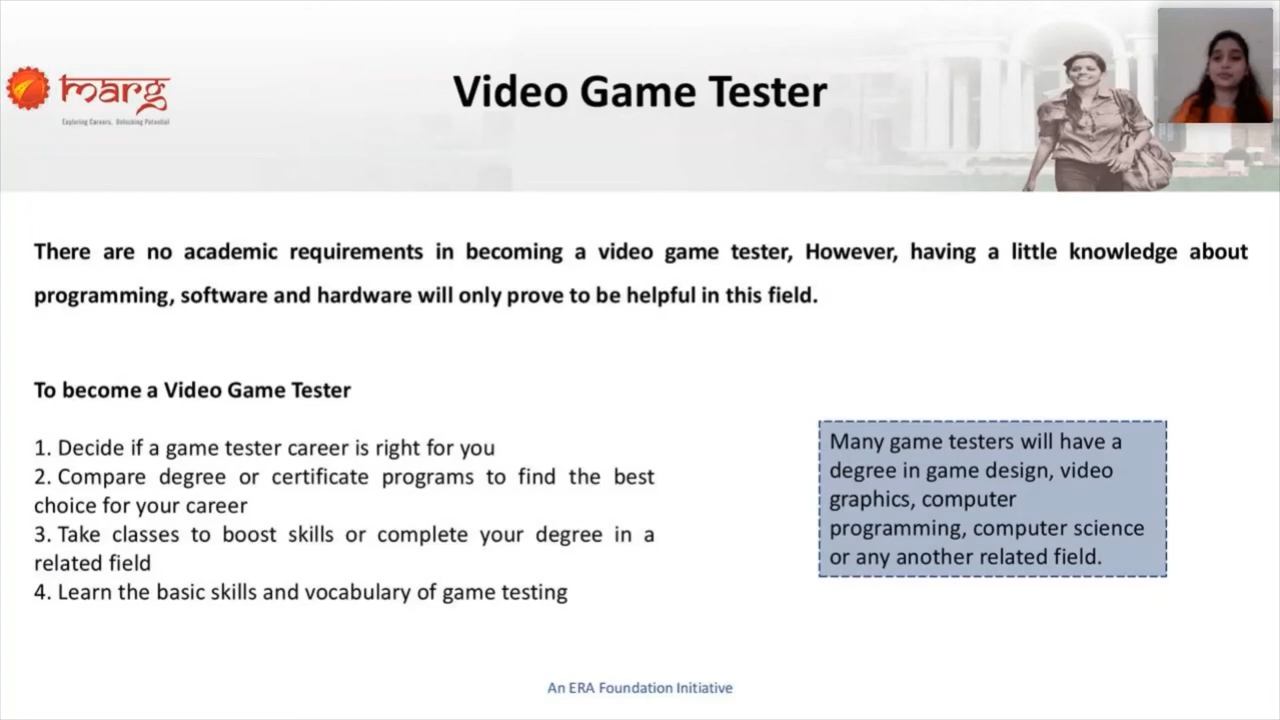 marg
Exploring Careers, Unlocking Potential
Video Game Tester
There are no academic requirements in becoming a video game tester, However, having a little knowledge about
programming, software and hardware will only prove to be helpful in this field.
To become a Video Game Tester
1. Decide if a game tester career is right for you
2. Compare degree or certificate programs to find the best
choice for your career
3. Take classes to boost skills or complete your degree in a
related field
4. Learn the basic skills and vocabulary of game testing
Many game testers will have a
degree in game design, video
graphics, computer
programming, computer science
or any another related field.
An ERA Foundation Initiative